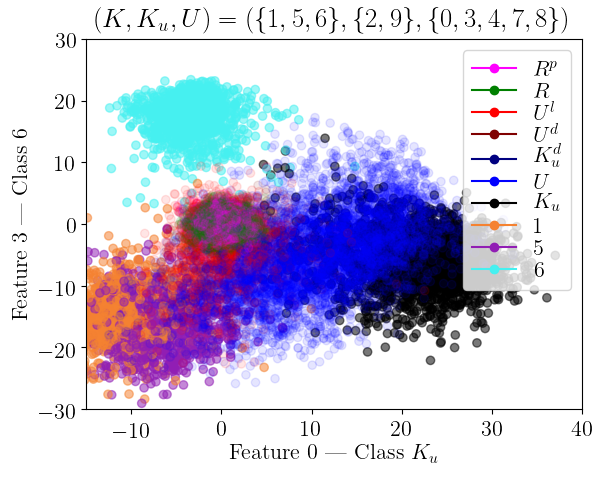 (K, K_u, U) = ({1, 5, 6}, {2, 9}, {0, 3, 4, 7, 8})
30
20
10
0
−10
−20
−30
Feature 3 — Class 6
R^p
R
U^l
U^d
K_u^d
U
K_u
1
5
6
−10
0
10
20
30
40
Feature 0 — Class K_u